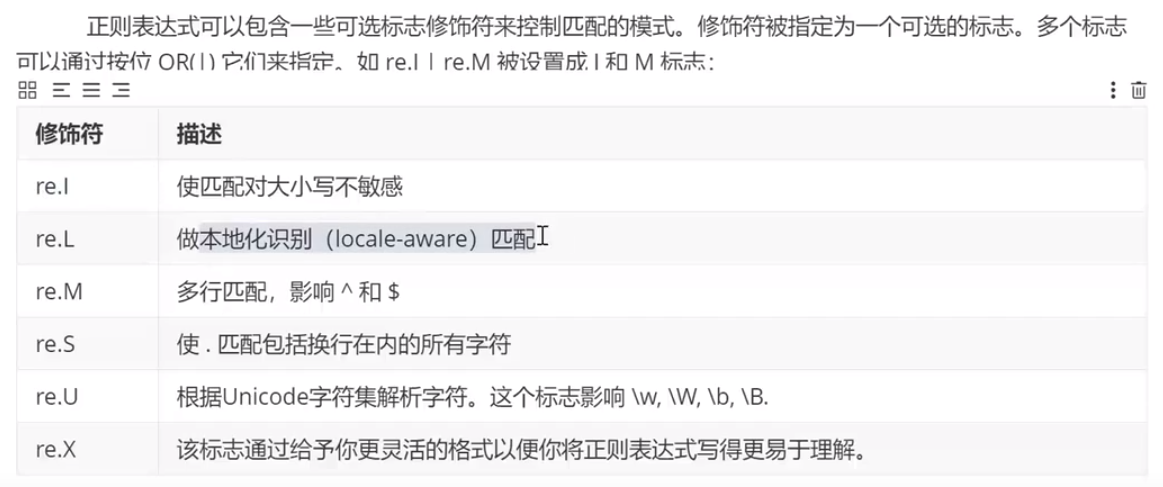 正则表达式可以包含一些可选标志修饰符来控制匹配的模式。修饰符被指定为一个可选的标志。多个标志
可以通过按位 OR(|) 它们来指定。如 re.I | re.M 被设置成 I 和 M 标志：
修饰符 描述
re.I 使匹配对大小写不敏感
re.L 做本地化识别（locale-aware）匹配
re.M 多行匹配，影响 ^ 和 $
re.S 使 . 匹配包括换行在内的所有字符
re.U 根据Unicode字符集解析字符。这个标志影响 \w, \W, \b, \B.
re.X 该标志通过给予你更灵活的格式以便你将正则表达式写得更易于理解。